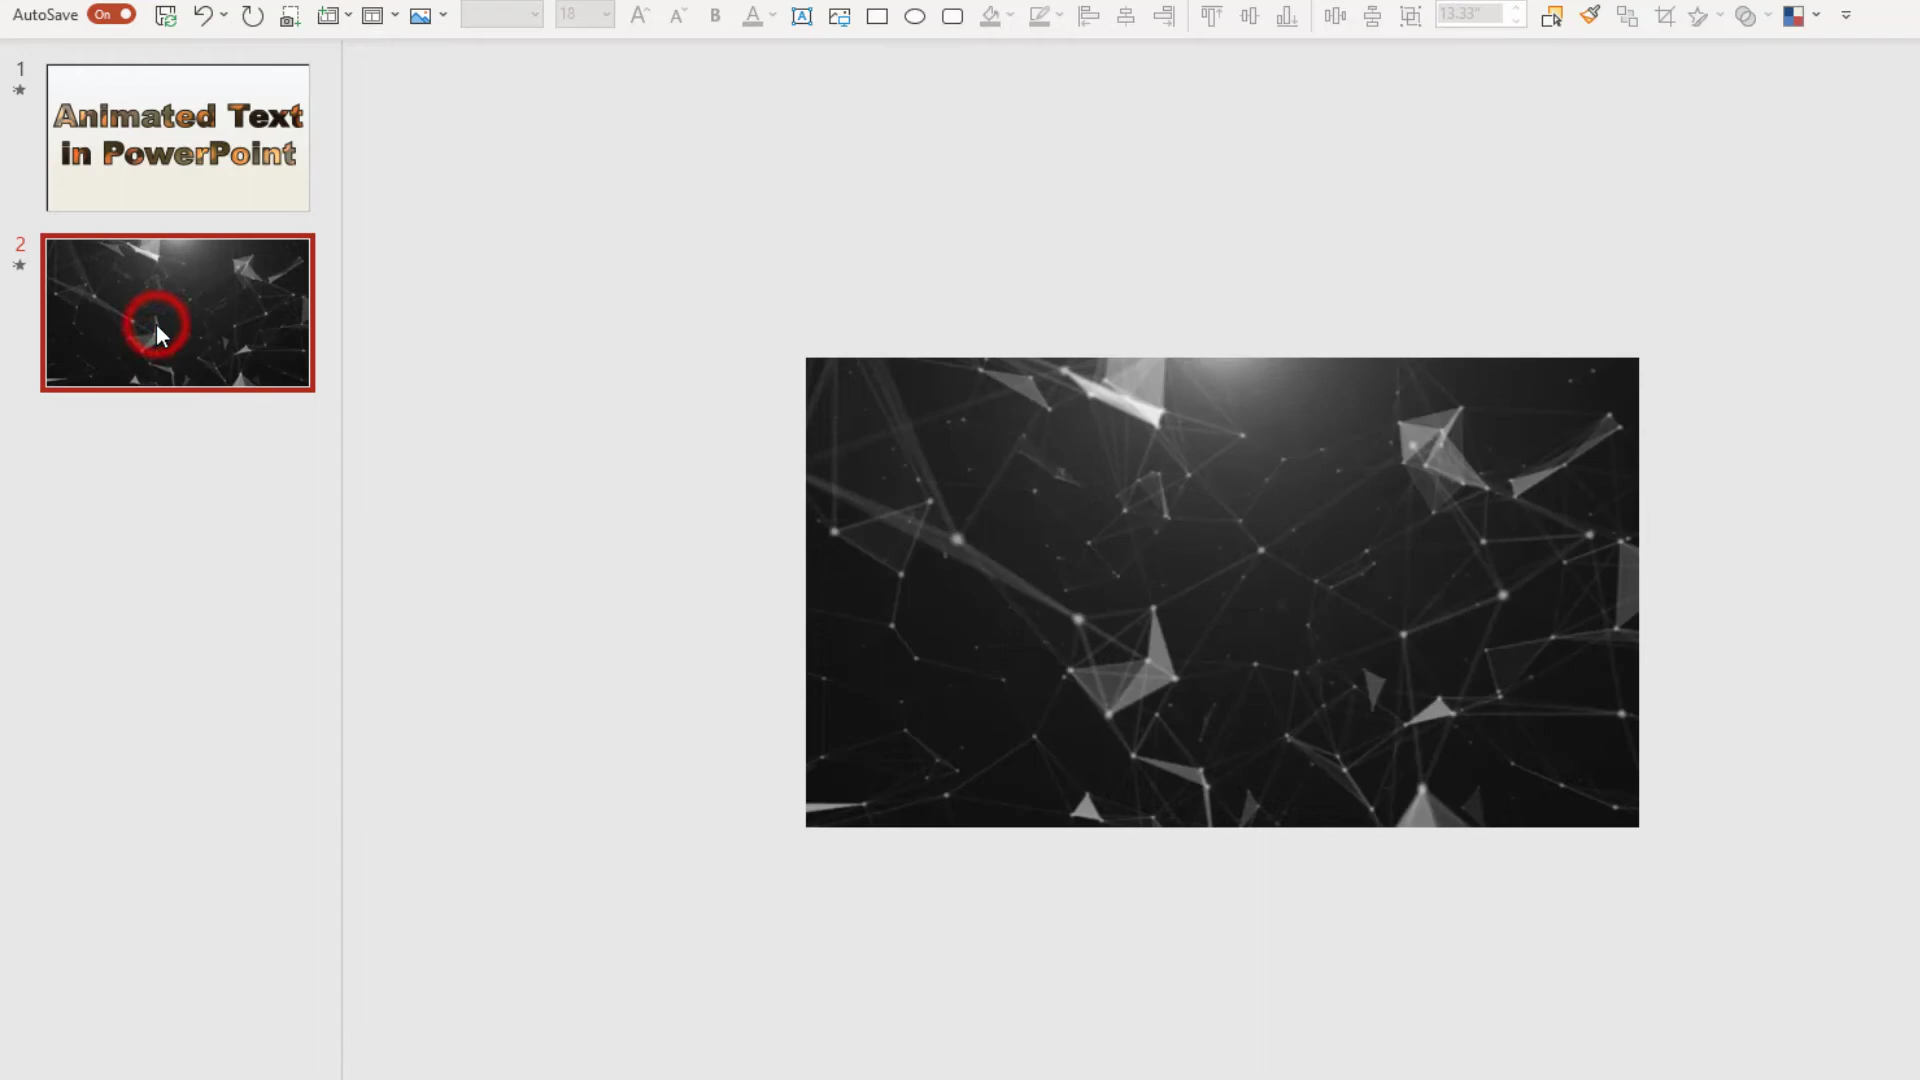 AutoSave On 18 A A B A A 13.33"
1
Animated Text
in PowerPoint
2